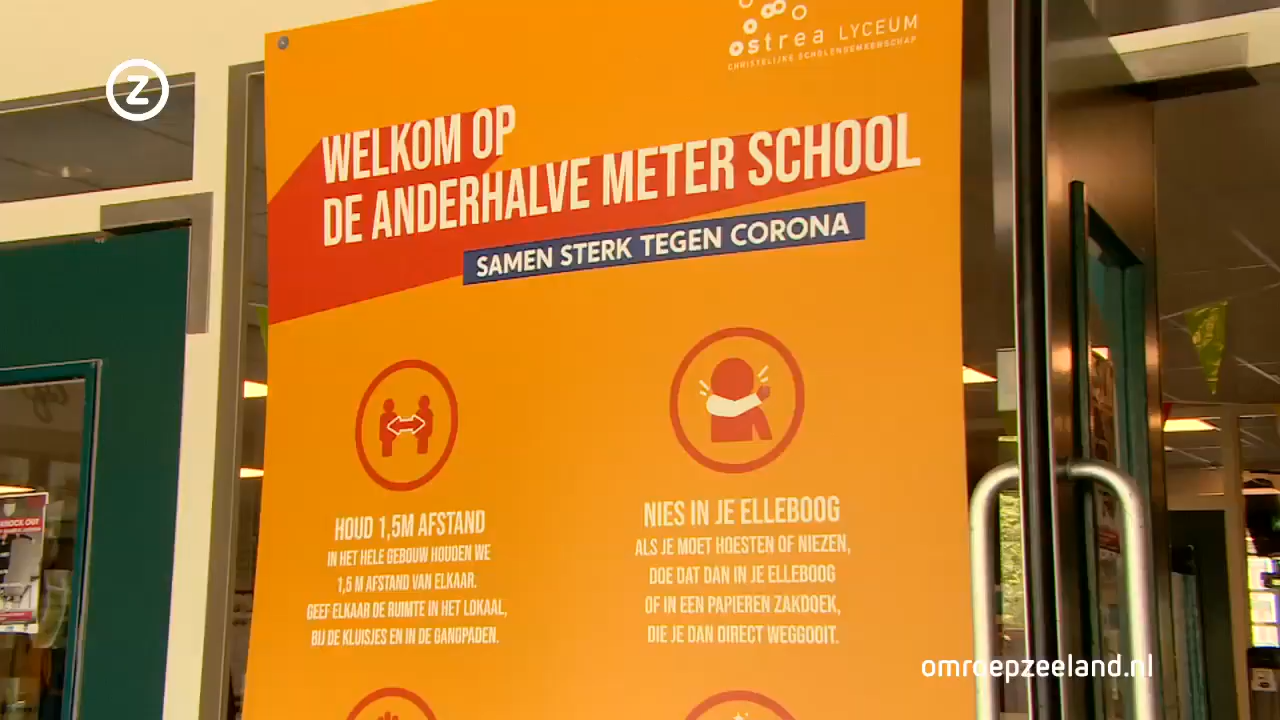 Z
ostrea LYCEUM
CHRISTELIJKE SCHOLENGEMEENSCHAP
WELKOM OP
DE ANDERHALVE METER SCHOOL
SAMEN STERK TEGEN CORONA
HOUD 1,5M AFSTAND
IN HET HELE GEBOUW HOUDEN WE
1,5 M AFSTAND VAN ELKAAR.
GEEF ELKAAR DE RUIMTE IN HET LOKAAL,
BIJ DE KLUISJES EN IN DE GANGPADEN.
NIES IN JE ELLEBOOG
ALS JE MOET HOESTEN OF NIEZEN,
DOE DAT DAN IN JE ELLEBOOG
OF IN EEN PAPIEREN ZAKDOEK,
DIE JE DAN DIRECT WEGGOOIT.
KNOCK OUT
omroepzeeland.nl